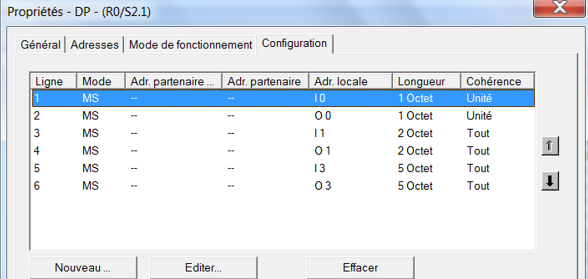 Propriétés - DP - (R0/S2.1)
Général Adresses Mode de fonctionnement Configuration
Ligne Mode Adr. partenaire ... Adr. partenaire Adr. locale Longueur Cohérence
1 MS -- -- I 0 1 Octet Unité
2 MS -- -- O 0 1 Octet Unité
3 MS -- -- I 1 2 Octet Tout
4 MS -- -- O 1 2 Octet Tout
5 MS -- -- I 3 5 Octet Tout
6 MS -- -- O 3 5 Octet Tout
Nouveau ... Editer... Effacer